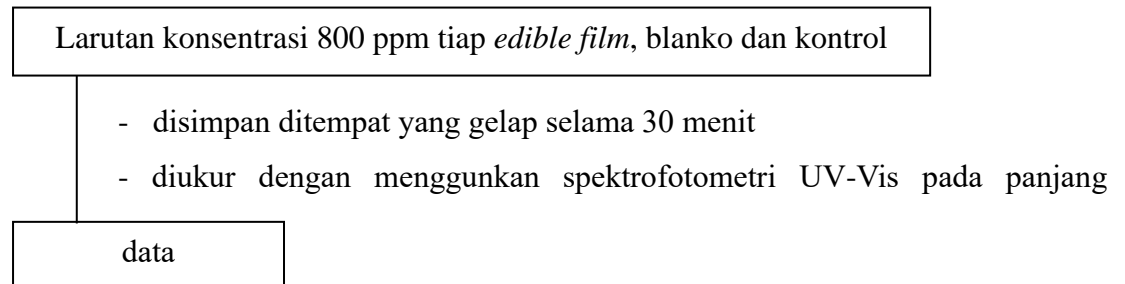 Larutan konsentrasi 800 ppm tiap edible film, blanko dan kontrol
- disimpan ditempat yang gelap selama 30 menit
- diukur dengan menggunkan spektrofotometri UV-Vis pada panjang
data